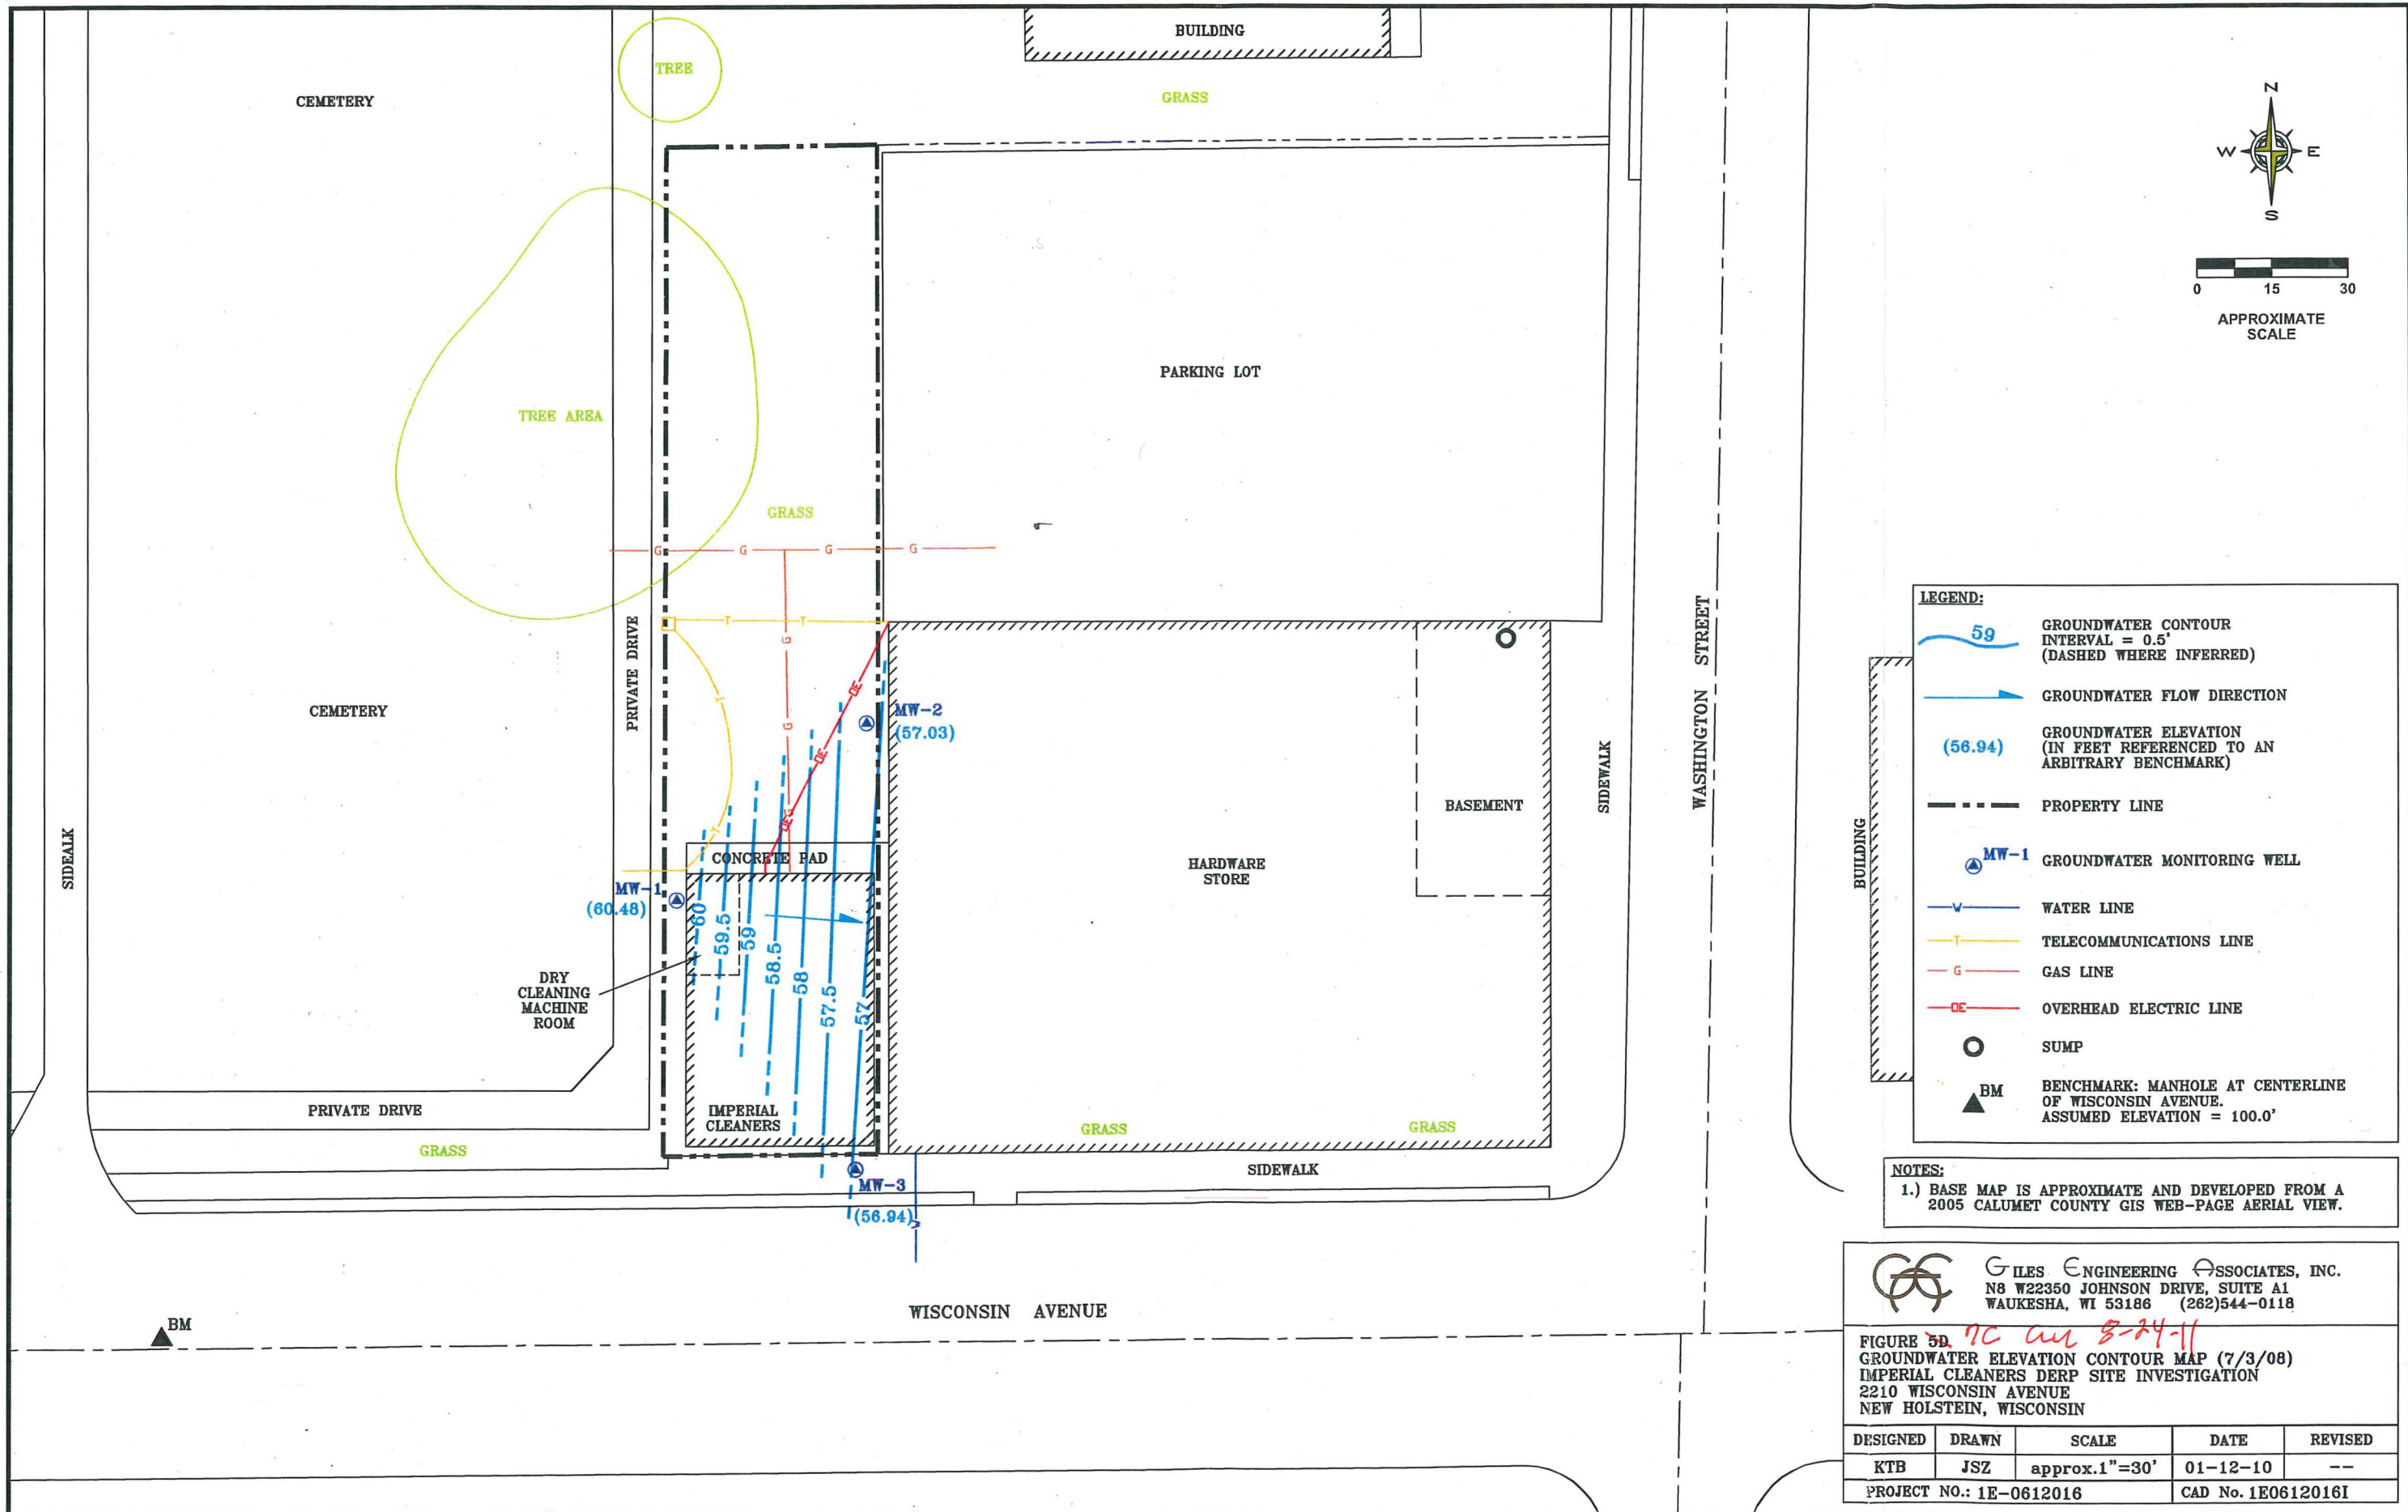 BUILDING
TREE
CEMETERY
GRASS
N
W E
S
0 15 30
APPROXIMATE
SCALE
PARKING LOT
TREE AREA
GRASS
G G G G
T T
G
PRIVATE DRIVE
OE
T
MW-2
(57.03)
CEMETERY
G
OE
WASHINGTON STREET
SIDEWALK
BASEMENT
G
OE
T
CONCRETE PAD
HARDWARE
STORE
SIDEALK
BUILDING
MW-1
(60.48)
60
59.5
59
58.5
58
57.5
57
DRY
CLEANING
MACHINE
ROOM
PRIVATE DRIVE
IMPERIAL
CLEANERS
GRASS
GRASS
GRASS
SIDEWALK
MW-3
(56.94)
W
WISCONSIN AVENUE
BM
LEGEND:
59
GROUNDWATER CONTOUR
INTERVAL = 0.5'
(DASHED WHERE INFERRED)
GROUNDWATER FLOW DIRECTION
(56.94)
GROUNDWATER ELEVATION
(IN FEET REFERENCED TO AN
ARBITRARY BENCHMARK)
PROPERTY LINE
MW-1 GROUNDWATER MONITORING WELL
W WATER LINE
T TELECOMMUNICATIONS LINE
G GAS LINE
OE OVERHEAD ELECTRIC LINE
SUMP
BM
BENCHMARK: MANHOLE AT CENTERLINE
OF WISCONSIN AVENUE.
ASSUMED ELEVATION = 100.0'
NOTES:
1.) BASE MAP IS APPROXIMATE AND DEVELOPED FROM A
2005 CALUMET COUNTY GIS WEB-PAGE AERIAL VIEW.
GILES ENGINEERING ASSOCIATES, INC.
N8 W22350 JOHNSON DRIVE, SUITE A1
WAUKESHA, WI 53186 (262)544-0118
FIGURE 5D 7C 8-24-11
GROUNDWATER ELEVATION CONTOUR MAP (7/3/08)
IMPERIAL CLEANERS DERP SITE INVESTIGATION
2210 WISCONSIN AVENUE
NEW HOLSTEIN, WISCONSIN
DESIGNED DRAWN SCALE DATE REVISED
KTB JSZ approx.1"=30' 01-12-10 --
PROJECT NO.: 1E-0612016 CAD No. 1E0612016I